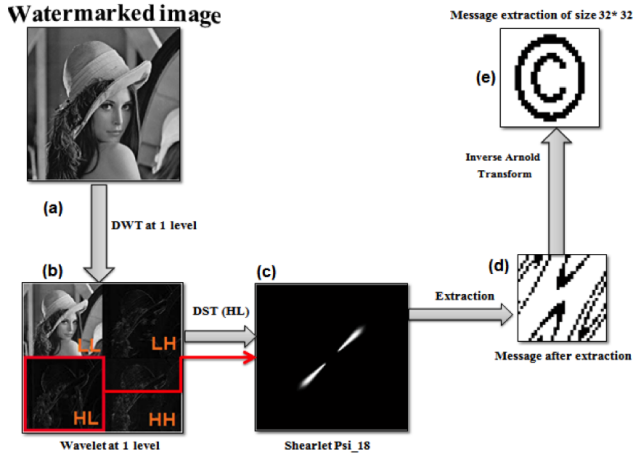 Watermarked image
Message extraction of size 32* 32
(e)
©
(a)
Inverse Arnold
Transform
DWT at 1 level
(b)
(c)
(d)
DST (HL)
Extraction
LL
LH
HL
HH
Message after extraction
Wavelet at 1 level
Shearlet Psi_18